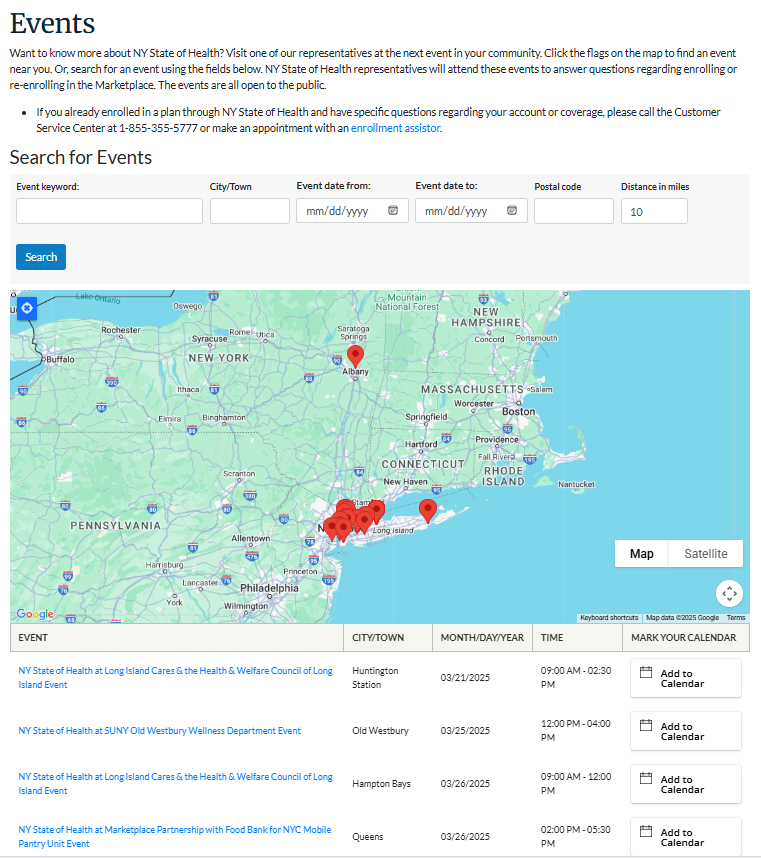 Events
Want to know more about NY State of Health? Visit one of our representatives at the next event in your community. Click the flags on the map to find an event
near you. Or, search for an event using the fields below. NY State of Health representatives will attend these events to answer questions regarding enrolling or
re-enrolling in the Marketplace. The events are all open to the public.
• If you already enrolled in a plan through NY State of Health and have specific questions regarding your account or coverage, please call the Customer
Service Center at 1-855-355-5777 or make an appointment with an enrollment assistor.
Search for Events
Event keyword: City/Town Event date from: Event date to: Postal code Distance in miles
mm/dd/yyyy mm/dd/yyyy 10
Search
Lake Ontario
Oswego
Mountain
National Forest
NEW
HAMPSHIRE
Rochester
Syracuse
Rome
Utica
Saratoga
Springs
Concord
Portsmouth
Buffalo
NEW YORK
Albany
Ithaca
MASSACHUSETTS
Salem
Worcester
Boston
Elmira
Binghamton
Springfield
Hartford
Providence
CONNECTICUT
Fall River
RHODE
ISLAND
Scranton
New Haven
Nantucket
Stam
Long Island
PENNSYLVANIA
Allentown
Harrisburg
Princeton
Lancaster
Philadelphia
York
Wilmington
Map Satellite
Google
Keyboard shortcuts Map data ©2025 Google Terms
EVENT CITY/TOWN MONTH/DAY/YEAR TIME MARK YOUR CALENDAR
NY State of Health at Long Island Cares & the Health & Welfare Council of Long
Island Event
Huntington
Station
03/21/2025
09:00 AM - 02:30
PM
Add to
Calendar
NY State of Health at SUNY Old Westbury Wellness Department Event
Old Westbury
03/25/2025
12:00 PM - 04:00
PM
Add to
Calendar
NY State of Health at Long Island Cares & the Health & Welfare Council of Long
Island Event
Hampton Bays
03/26/2025
09:00 AM - 12:00
PM
Add to
Calendar
NY State of Health at Marketplace Partnership with Food Bank for NYC Mobile
Pantry Unit Event
Queens
03/26/2025
02:00 PM - 05:30
PM
Add to
Calendar